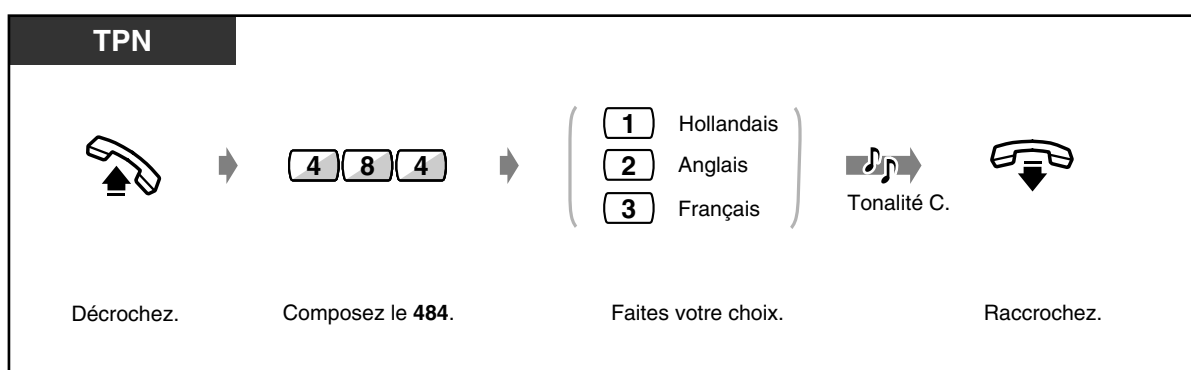 TPN
4 8 4
1 Hollandais
2 Anglais
3 Français
Tonalité C.
Décrochez.
Composez le 484.
Faites votre choix.
Raccrochez.